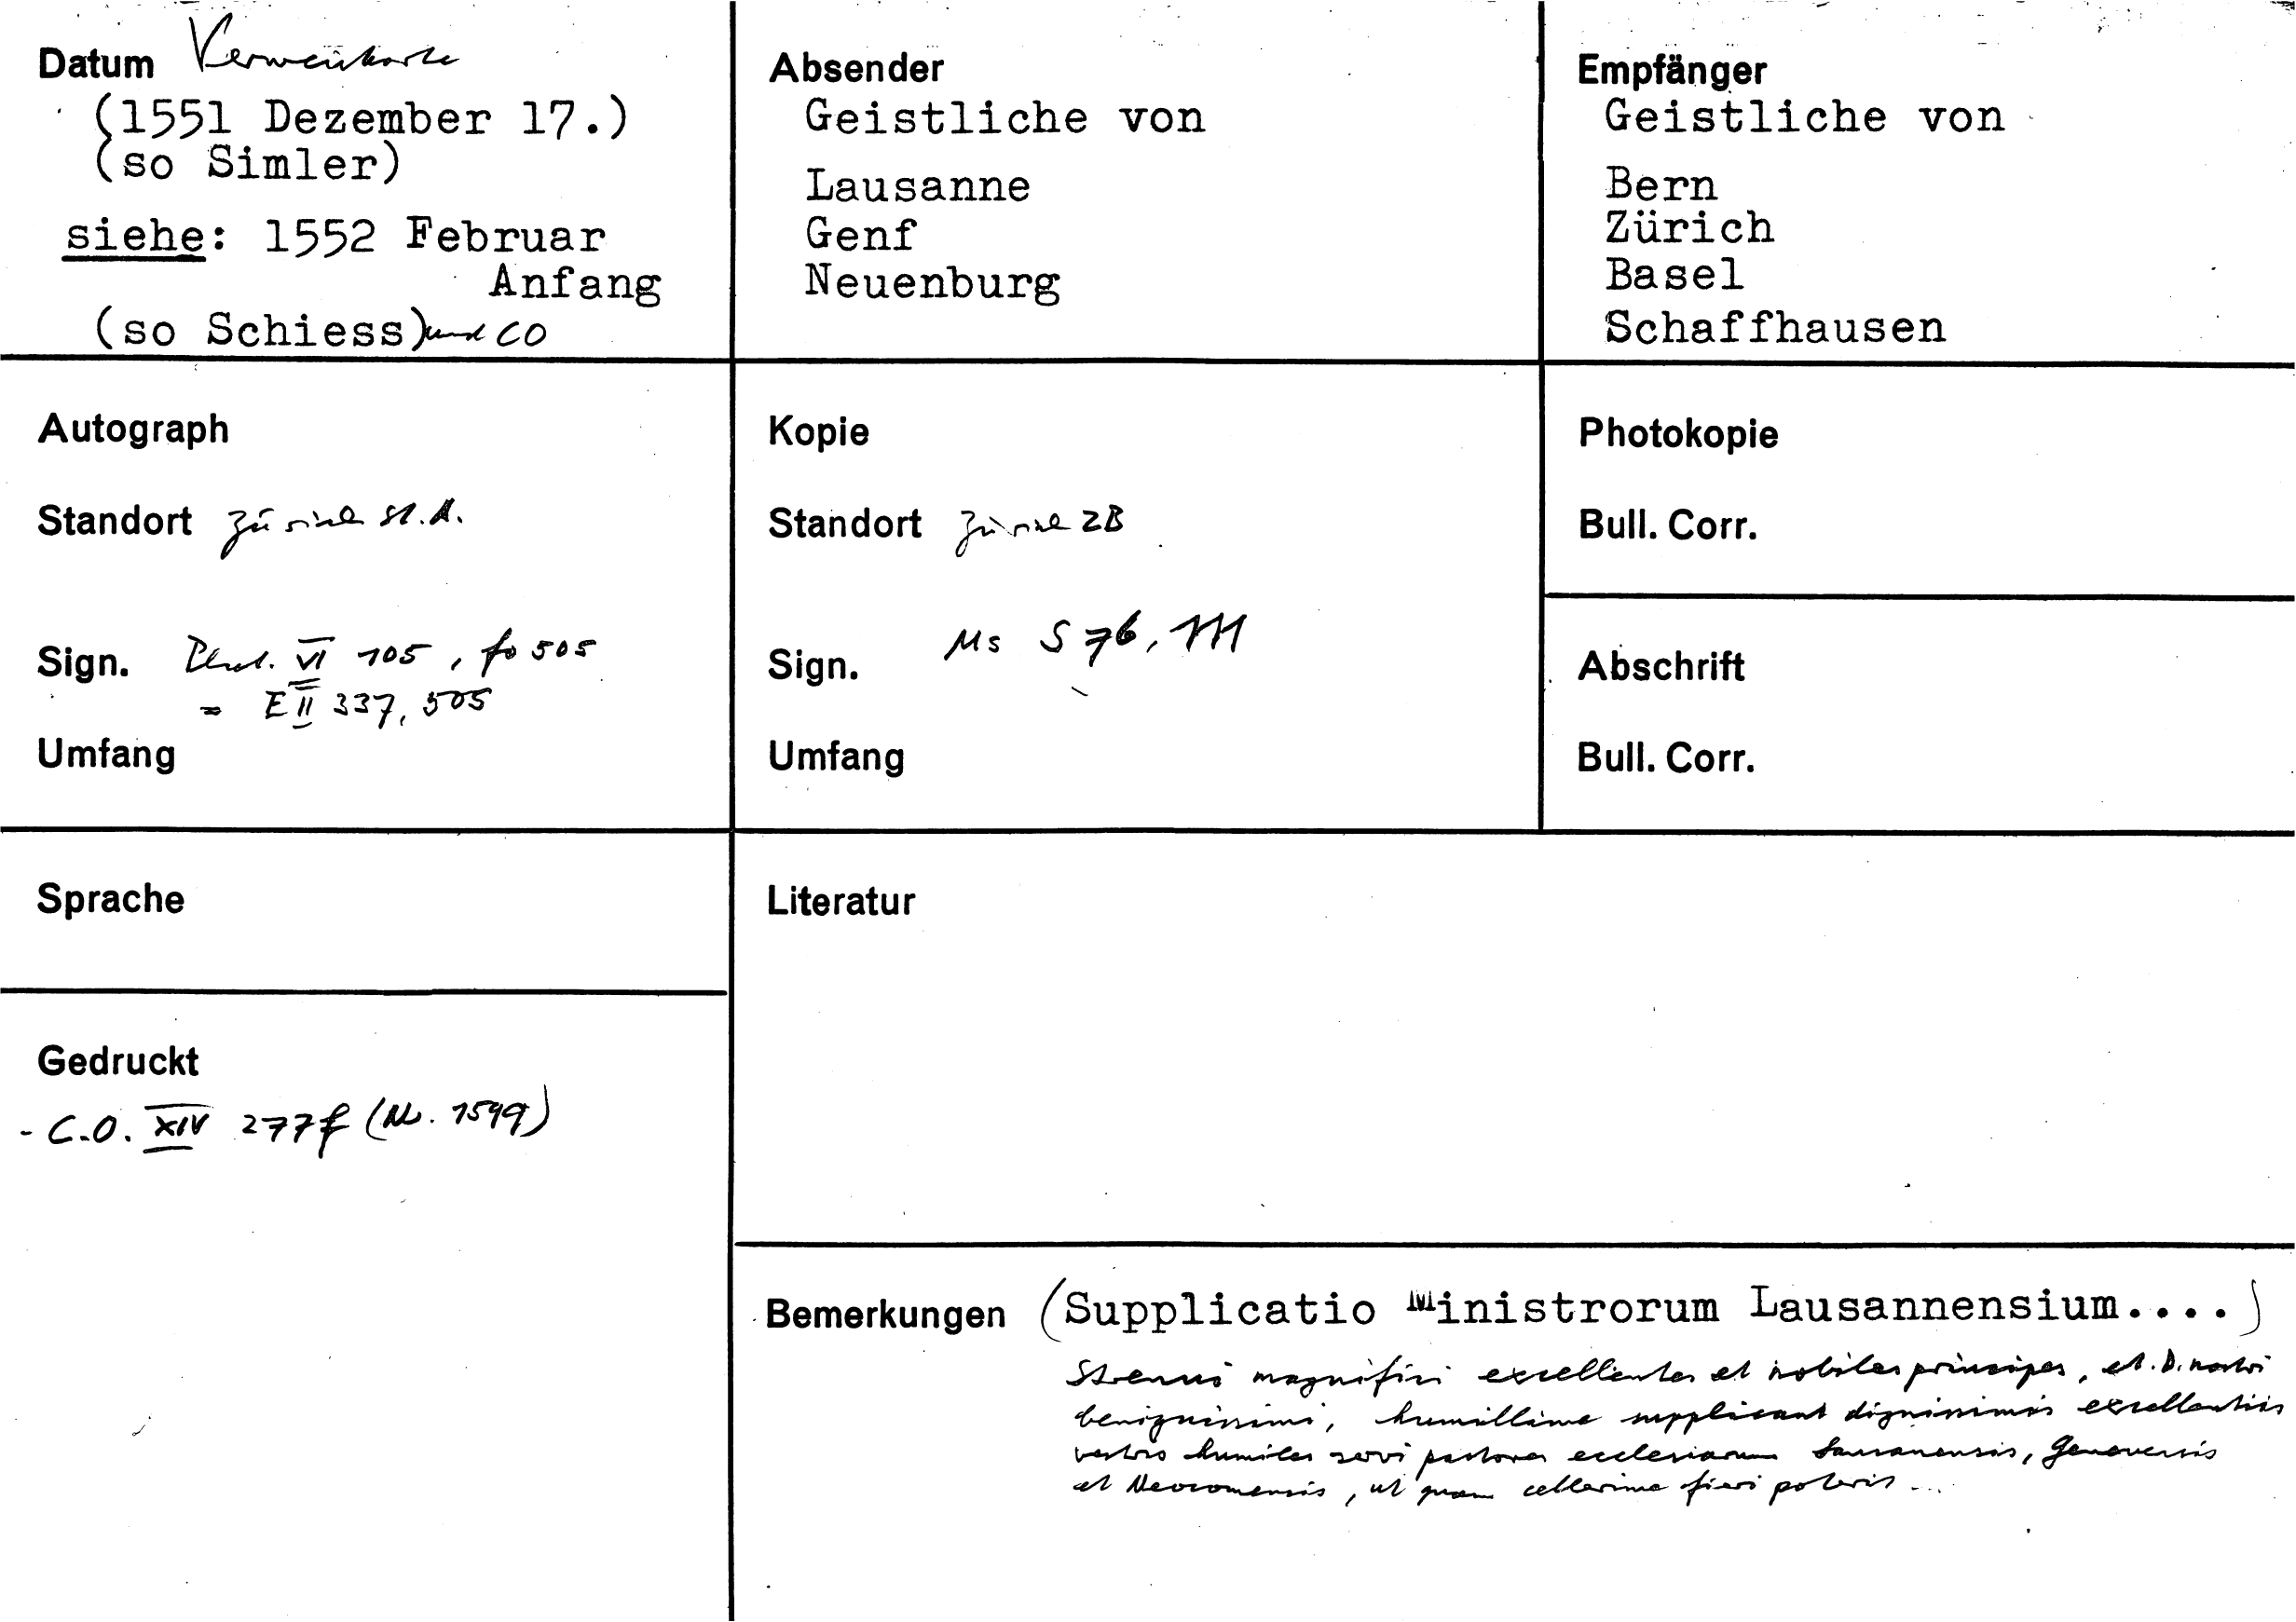 Datum Verweiskarte
(1551 Dezember 17.)
(so Simler)
siehe: 1552 Februar
Anfang
(so Schiess) und CO
Absender
Geistliche von
Lausanne
Genf
Neuenburg
Empfänger
Geistliche von
Bern
Zürich
Basel
Schaffhausen
Autograph
Standort Zürich St.A.
Sign. VI 105, fo 505
= E II 337, 505
Umfang
Kopie
Standort Zürich ZB
Sign. Ms S 76, 111
Umfang
Photokopie
Bull. Corr.
Abschrift
Bull. Corr.
Sprache
Gedruckt
- C.O. XIV 277f (Nr. 1599)
Literatur
Bemerkungen (Supplicatio Ministrorum Lausannensium....)
Strenui magnifici excellentes et nobiles principes, et. D. nostri
benignissimi, humillime supplicant dignissimis excellentiis
vestris humiles servi pastores ecclesiarum Lausanensis, Genevensis
et Neocomensis, ut quam cellerime fieri poterit ...